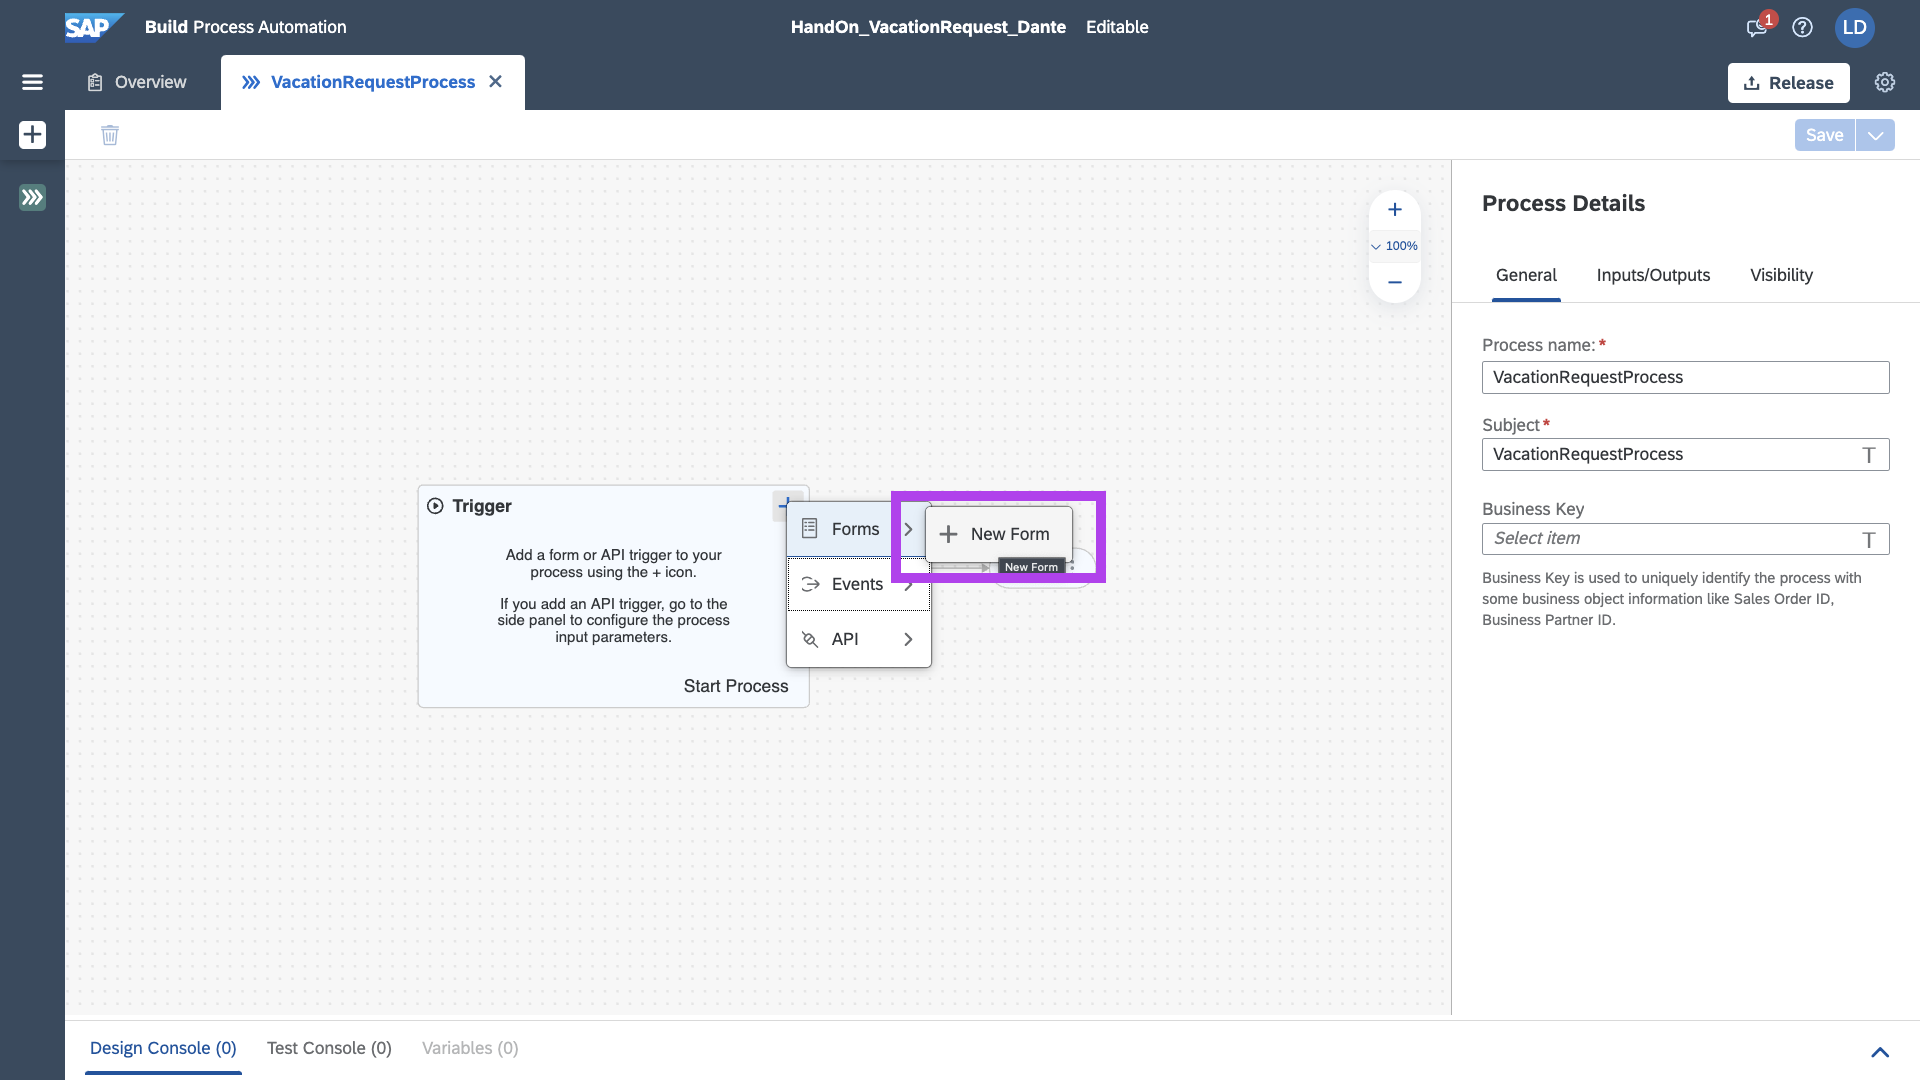 SAP Build Process Automation
HandOn_VacationRequest_Dante Editable
1
LD
Overview
VacationRequestProcess
Release
Save
100%
Process Details
General Inputs/Outputs Visibility
Process name:*
VacationRequestProcess
Subject*
VacationRequestProcess
Business Key
Select item
Business Key is used to uniquely identify the process with
some business object information like Sales Order ID,
Business Partner ID.
Trigger
Add a form or API trigger to your
process using the + icon.
If you add an API trigger, go to the
side panel to configure the process
input parameters.
Start Process
Forms
Events
API
New Form
New Form
Design Console (0) Test Console (0) Variables (0)